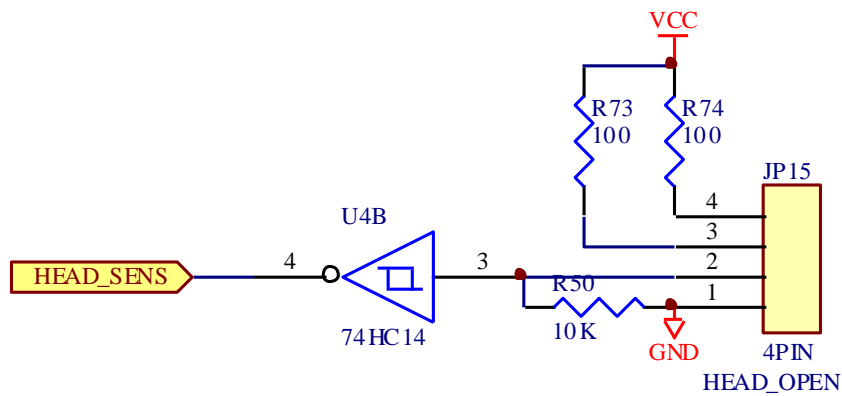 VCC
R73
100
R74
100
JP15
4
3
2
1
U4B
HEAD_SENS
4
3
74HC14
R50
10K
GND
4PIN
HEAD_OPEN